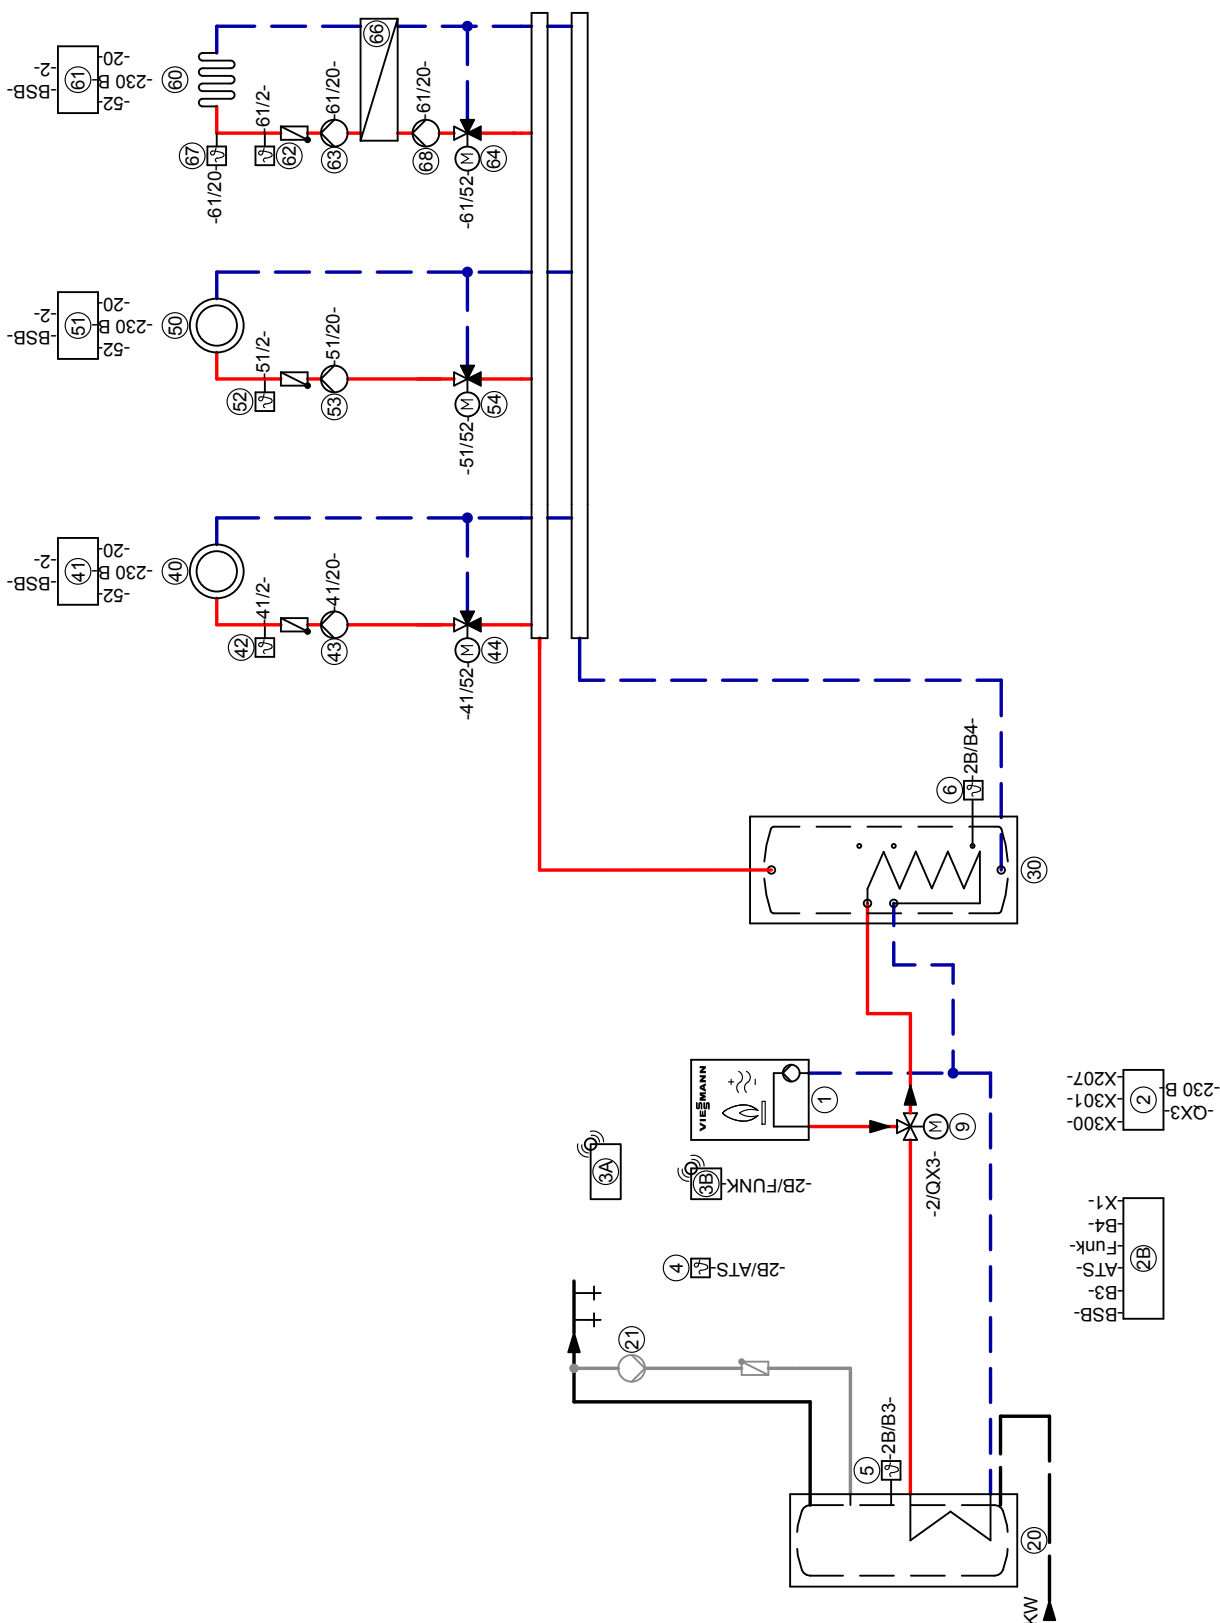 -20-
-2-
61
-230 B-
-BSB-
-52-
60
66
67
-61/20-
-61/2-
62
-61/20-
63
-61/20-
68
M
64
-61/52-
-20-
-2-
51
-230 B-
-BSB-
-52-
50
52
-51/2-
-51/20-
53
M
54
-51/52-
-20-
-2-
41
-230 B-
-BSB-
-52-
40
42
-41/2-
-41/20-
43
M
44
-41/52-
6
-2B/B4-
30
VIESSMANN
+
-
1
M
9
-2/QX3-
3A
3B
-2B/FUNK-
4
-2B/ATS-
-X207-
-X301-
-X300-
2
-230 B-
-QX3-
-X1-
-B4-
-Funk-
-ATS-
-B3-
-BSB-
2B
21
5
-2B/B3-
20
KW